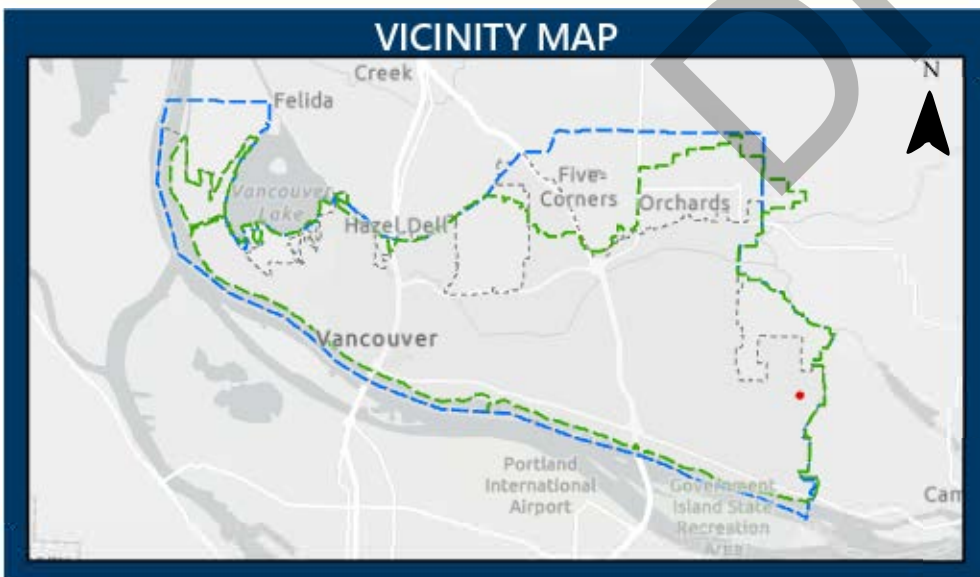 VICINITY MAP
Creek
N
Felida
Vancouver
Lake
Five
Corners
Orchards
Hazel Dell
Vancouver
Portland
International
Airport
Government
Island State
Recreation
Area
Cam